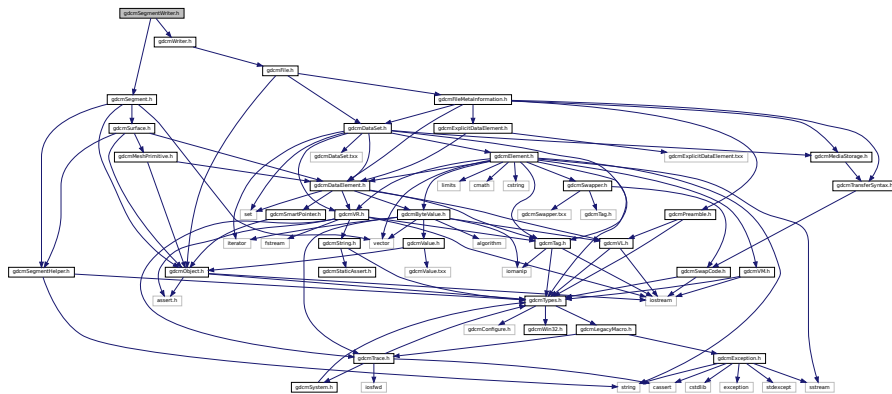 gdcmSegmentWriter.h
gdcmWriter.h
gdcmFile.h
gdcmSegment.h
gdcmFileMetaInformation.h
gdcmSurface.h
gdcmDataSet.h
gdcmExplicitDataElement.h
gdcmMeshPrimitive.h
gdcmDataSet.txx
gdcmElement.h
gdcmExplicitDataElement.txx
gdcmMediaStorage.h
gdcmDataElement.h
limits
cmath
cstring
gdcmSwapper.h
gdcmTransferSyntax.h
set
gdcmSmartPointer.h
gdcmVR.h
gdcmByteValue.h
gdcmSwapper.txx
gdcmTag.h
gdcmPreamble.h
iterator
fstream
gdcmString.h
vector
gdcmValue.h
algorithm
gdcmTag.h
gdcmVL.h
gdcmSegmentHelper.h
gdcmObject.h
gdcmStaticAssert.h
gdcmValue.txx
iomanip
gdcmSwapCode.h
gdcmVM.h
assert.h
gdcmTypes.h
iostream
gdcmConfigure.h
gdcmWin32.h
gdcmLegacyMacro.h
gdcmTrace.h
gdcmException.h
gdcmSystem.h
iosfwd
string
cassert
cstdlib
exception
stdexcept
sstream